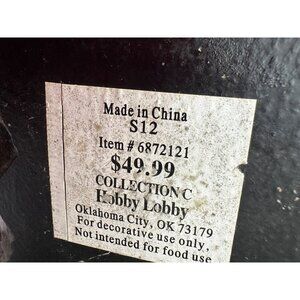 Made in China
S12
Item # 6872121
$49.99
COLLECTION C
Hobby Lobby
Oklahoma City, OK 73179
For decorative use only,
Not intended for food use